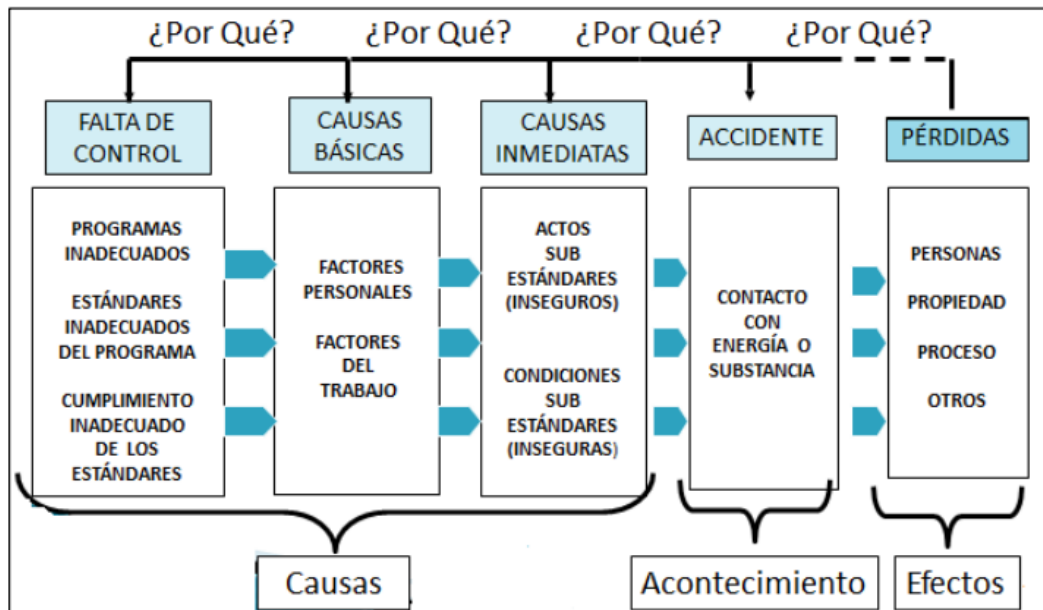 ¿Por Qué? ¿Por Qué? ¿Por Qué? ¿Por Qué?
FALTA DE
CONTROL
CAUSAS
BÁSICAS
CAUSAS
INMEDIATAS
ACCIDENTE
PÉRDIDAS
PROGRAMAS
INADECUADOS
ESTÁNDARES
INADECUADOS
DEL PROGRAMA
CUMPLIMIENTO
INADECUADO
DE LOS
ESTÁNDARES
FACTORES
PERSONALES
FACTORES
DEL
TRABAJO
ACTOS
SUB
ESTÁNDARES
(INSEGUROS)
CONDICIONES
SUB
ESTÁNDARES
(INSEGURAS)
CONTACTO
CON
ENERGÍA O
SUBSTANCIA
PERSONAS
PROPIEDAD
PROCESO
OTROS
Causas
Acontecimiento
Efectos